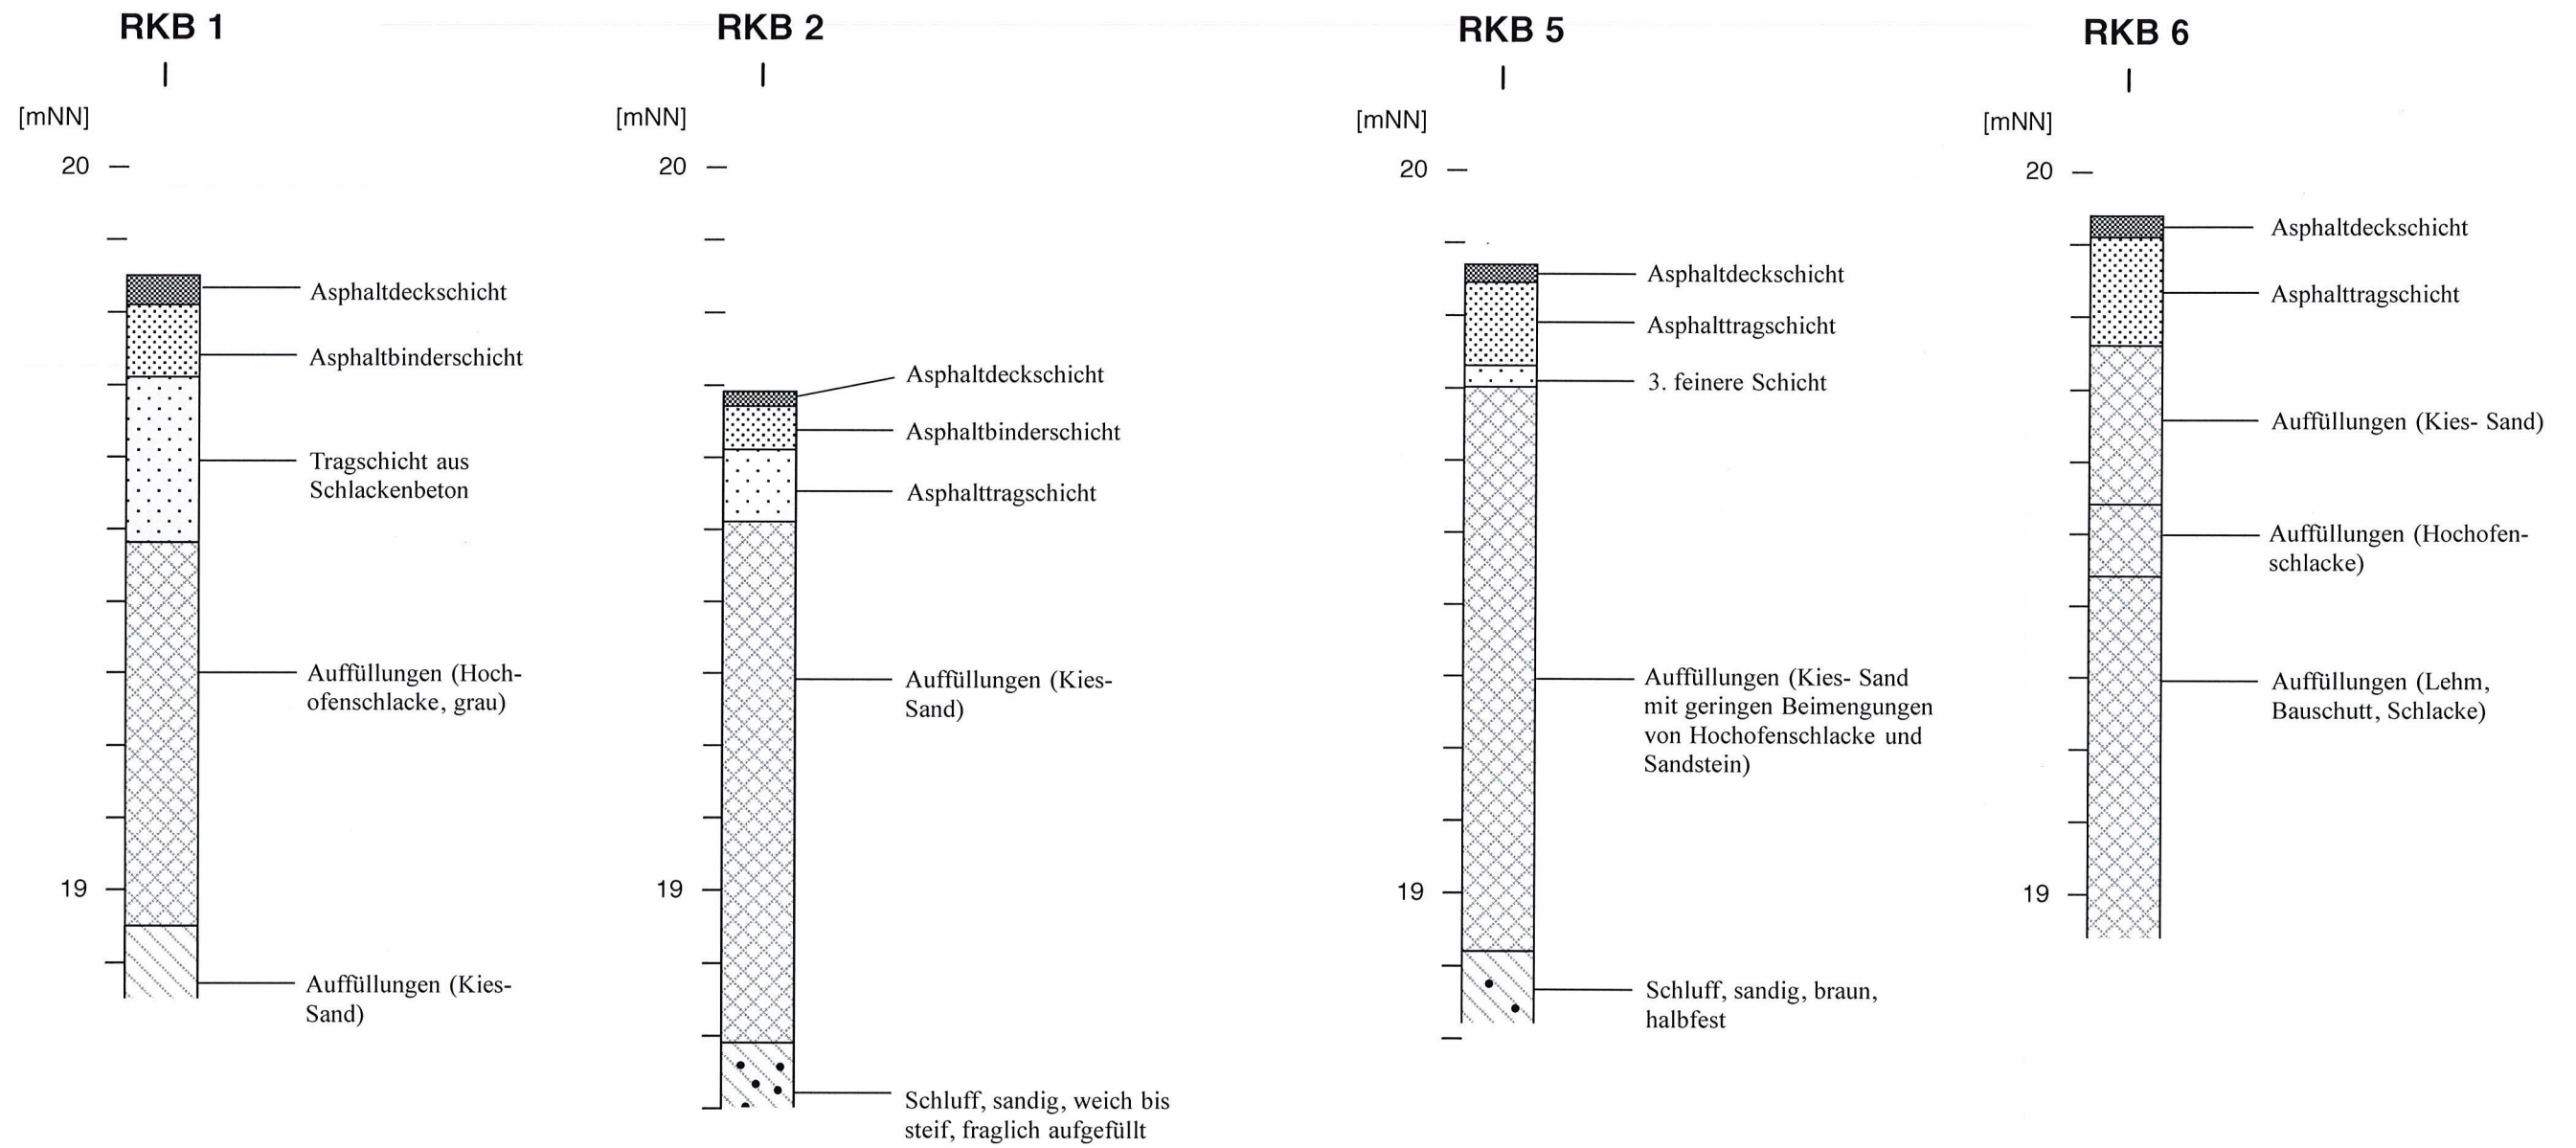 RKB 1
[mNN]
20
Asphaltdeckschicht
Asphaltbinderschicht
Tragschicht aus
Schlackenbeton
Auffüllungen (Hoch-
ofenschlacke, grau)
19
Auffüllungen (Kies-
Sand)
RKB 2
[mNN]
20
Asphaltdeckschicht
Asphaltbinderschicht
Asphalttragschicht
Auffüllungen (Kies-
Sand)
19
Schluff, sandig, weich bis
steif, fraglich aufgefüllt
RKB 5
[mNN]
20
Asphaltdeckschicht
Asphalttragschicht
3. feinere Schicht
Auffüllungen (Kies- Sand
mit geringen Beimengungen
von Hochofenschlacke und
Sandstein)
19
Schluff, sandig, braun,
halbfest
RKB 6
[mNN]
20
Asphaltdeckschicht
Asphalttragschicht
Auffüllungen (Kies- Sand)
Auffüllungen (Hochofen-
schlacke)
Auffüllungen (Lehm,
Bauschutt, Schlacke)
19